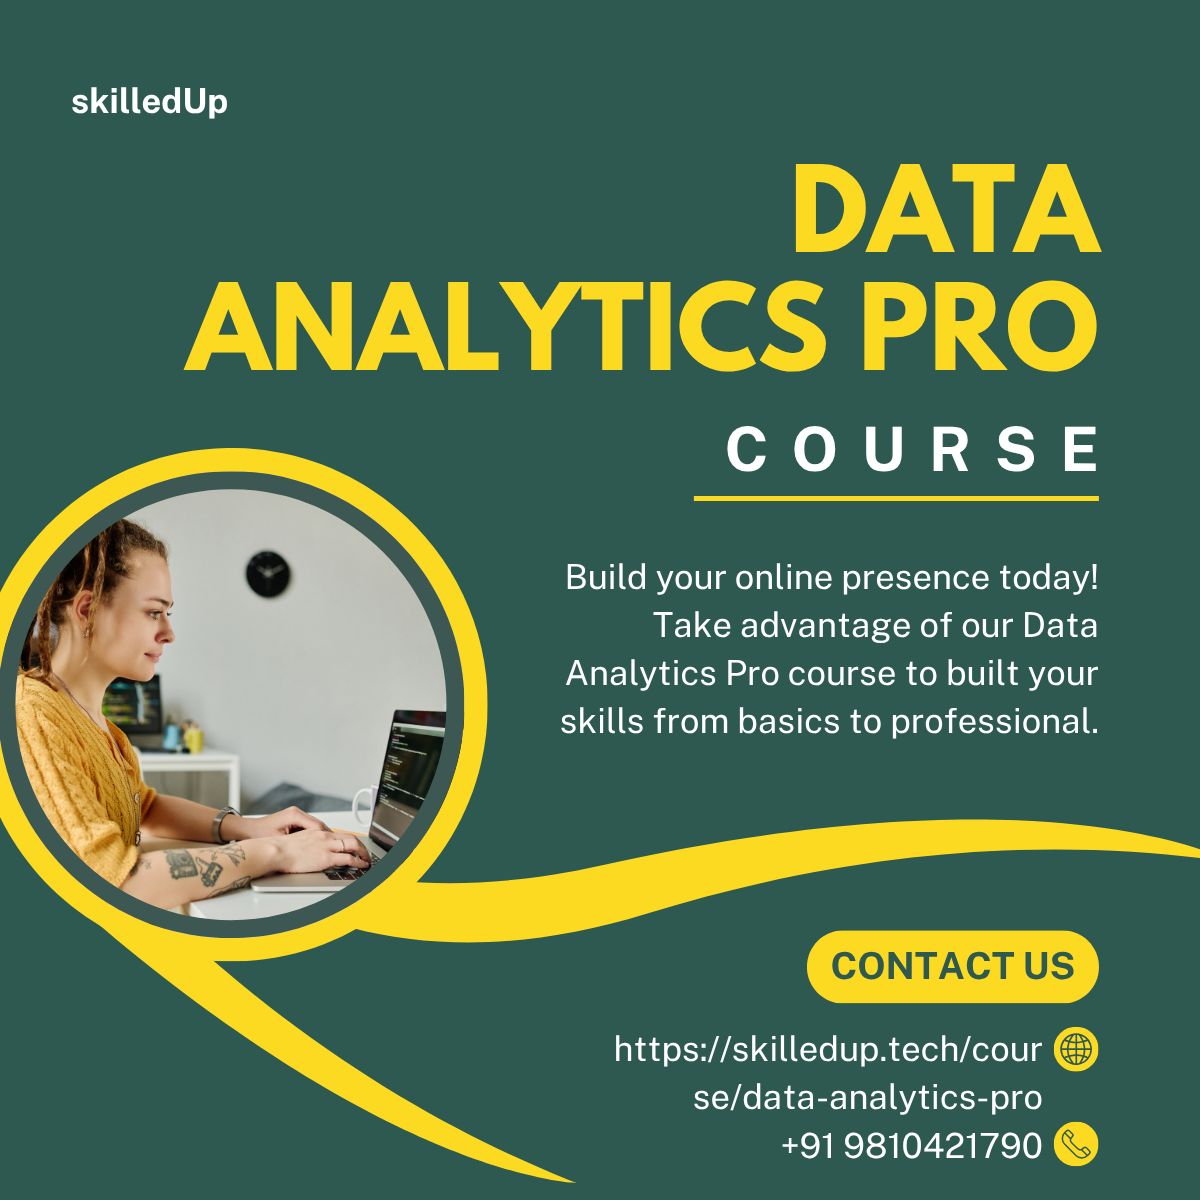 skilledUp
DATA
ANALYTICS PRO
COURSE
Build your online presence today!
Take advantage of our Data
Analytics Pro course to built your
skills from basics to professional.
CONTACT US
https://skilledup.tech/cour
se/data-analytics-pro
+91 9810421790